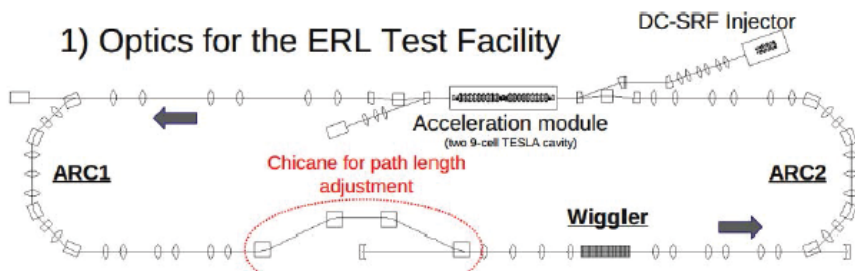 1) Optics for the ERL Test Facility
DC-SRF Injector
Acceleration module
(two 9-cell TESLA cavity)
ARC1
Chicane for path length
adjustment
ARC2
Wiggler